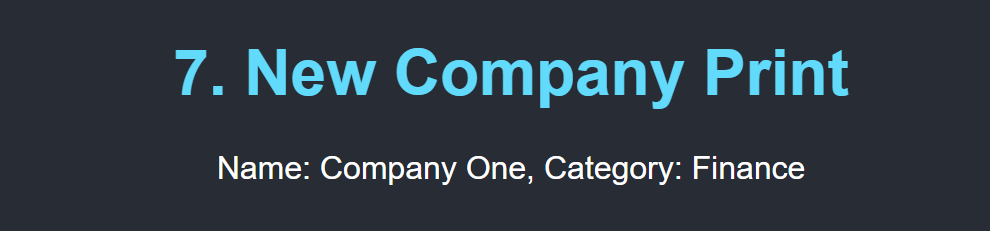 7. New Company Print
Name: Company One, Category: Finance